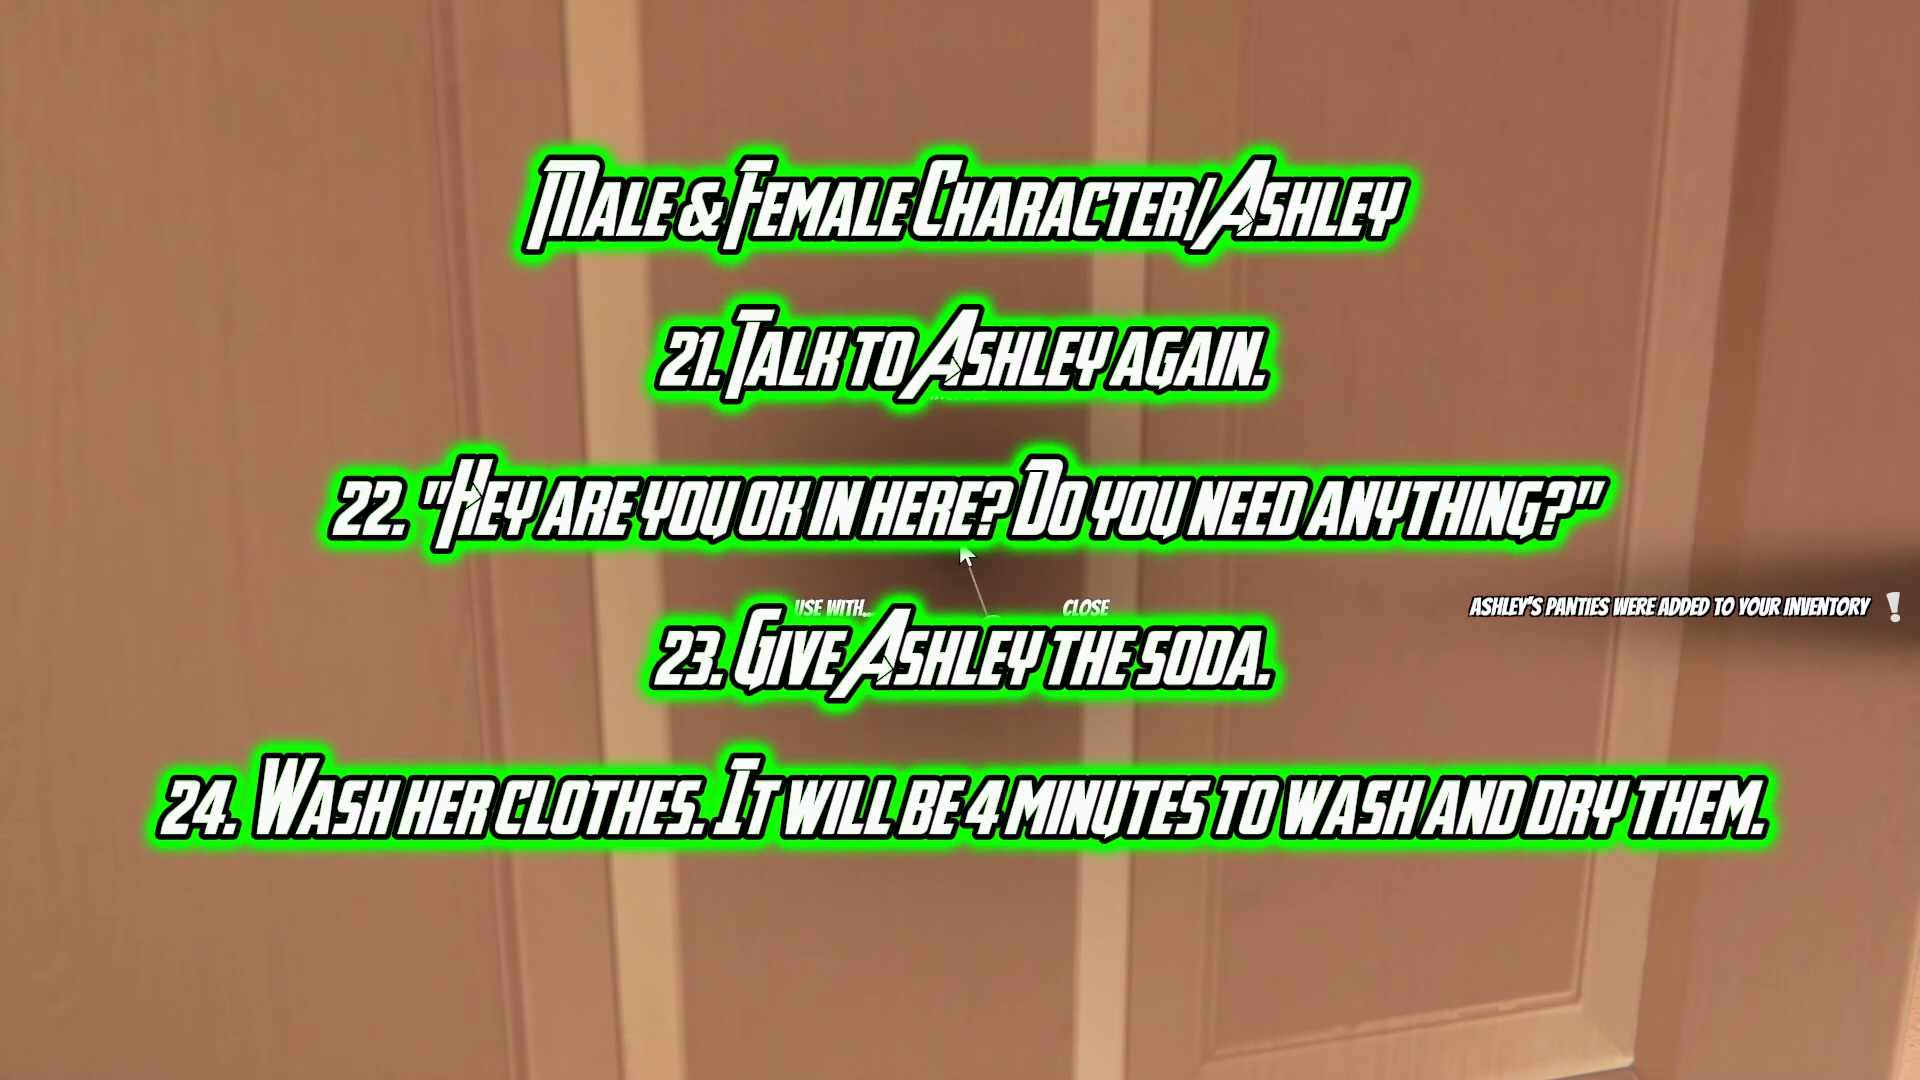 Male & Female Character/Ashley
21. Talk to Ashley again.
22. "Hey are you ok in here? Do you need anything?"
USE WITH... CLOSE
ASHLEY'S PANTIES WERE ADDED TO YOUR INVENTORY !
23. Give Ashley the soda.
24. Wash her clothes. It will be 4 minutes to wash and dry them.